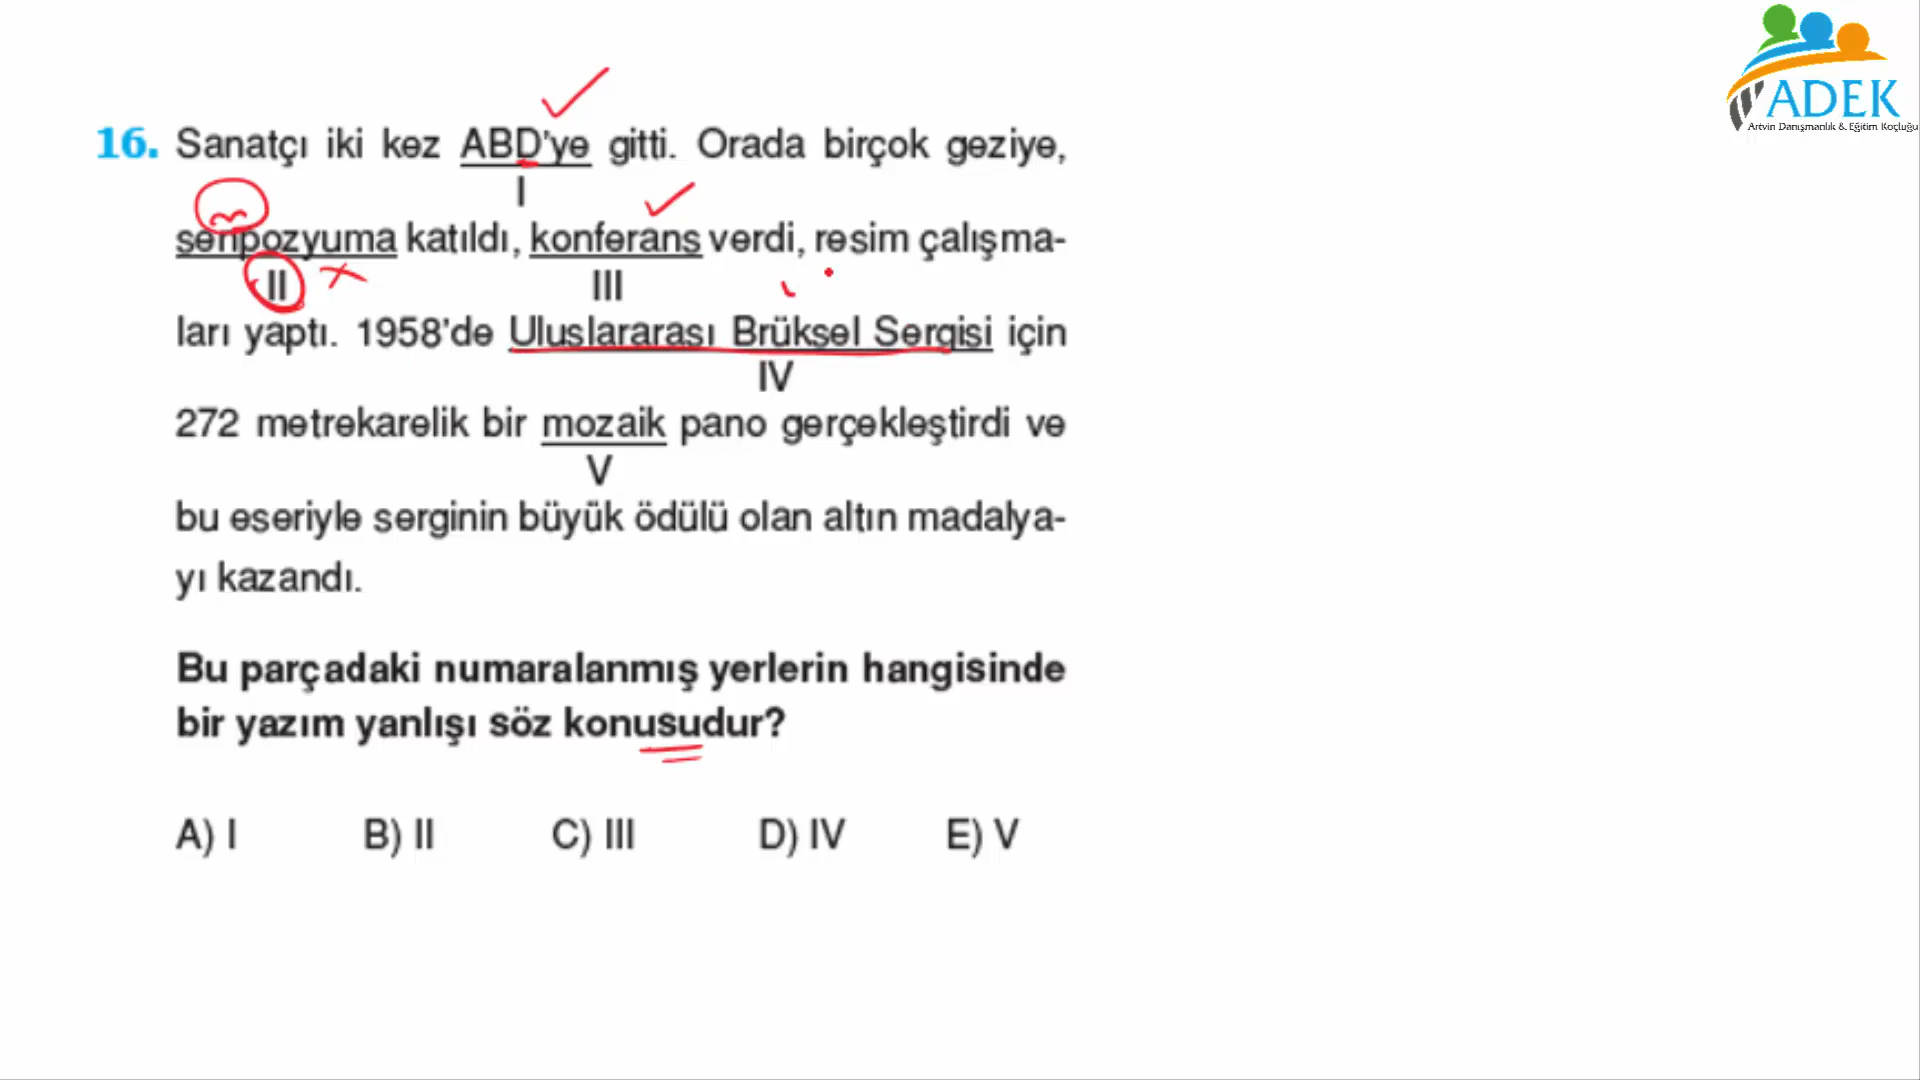 ADEK
Artvin Danışmanlık & Eğitim Koçluğu
16. Sanatçı iki kez ABD'ye gitti. Orada birçok geziye,
I
senpozyuma katıldı, konferans verdi, resim çalışma-
II III
ları yaptı. 1958'de Uluslararası Brüksel Sergisi için
IV
272 metrekarelik bir mozaik pano gerçekleştirdi ve
V
bu eseriyle serginin büyük ödülü olan altın madalya-
yı kazandı.
Bu parçadaki numaralanmış yerlerin hangisinde
bir yazım yanlışı söz konusudur?
A) I B) II C) III D) IV E) V